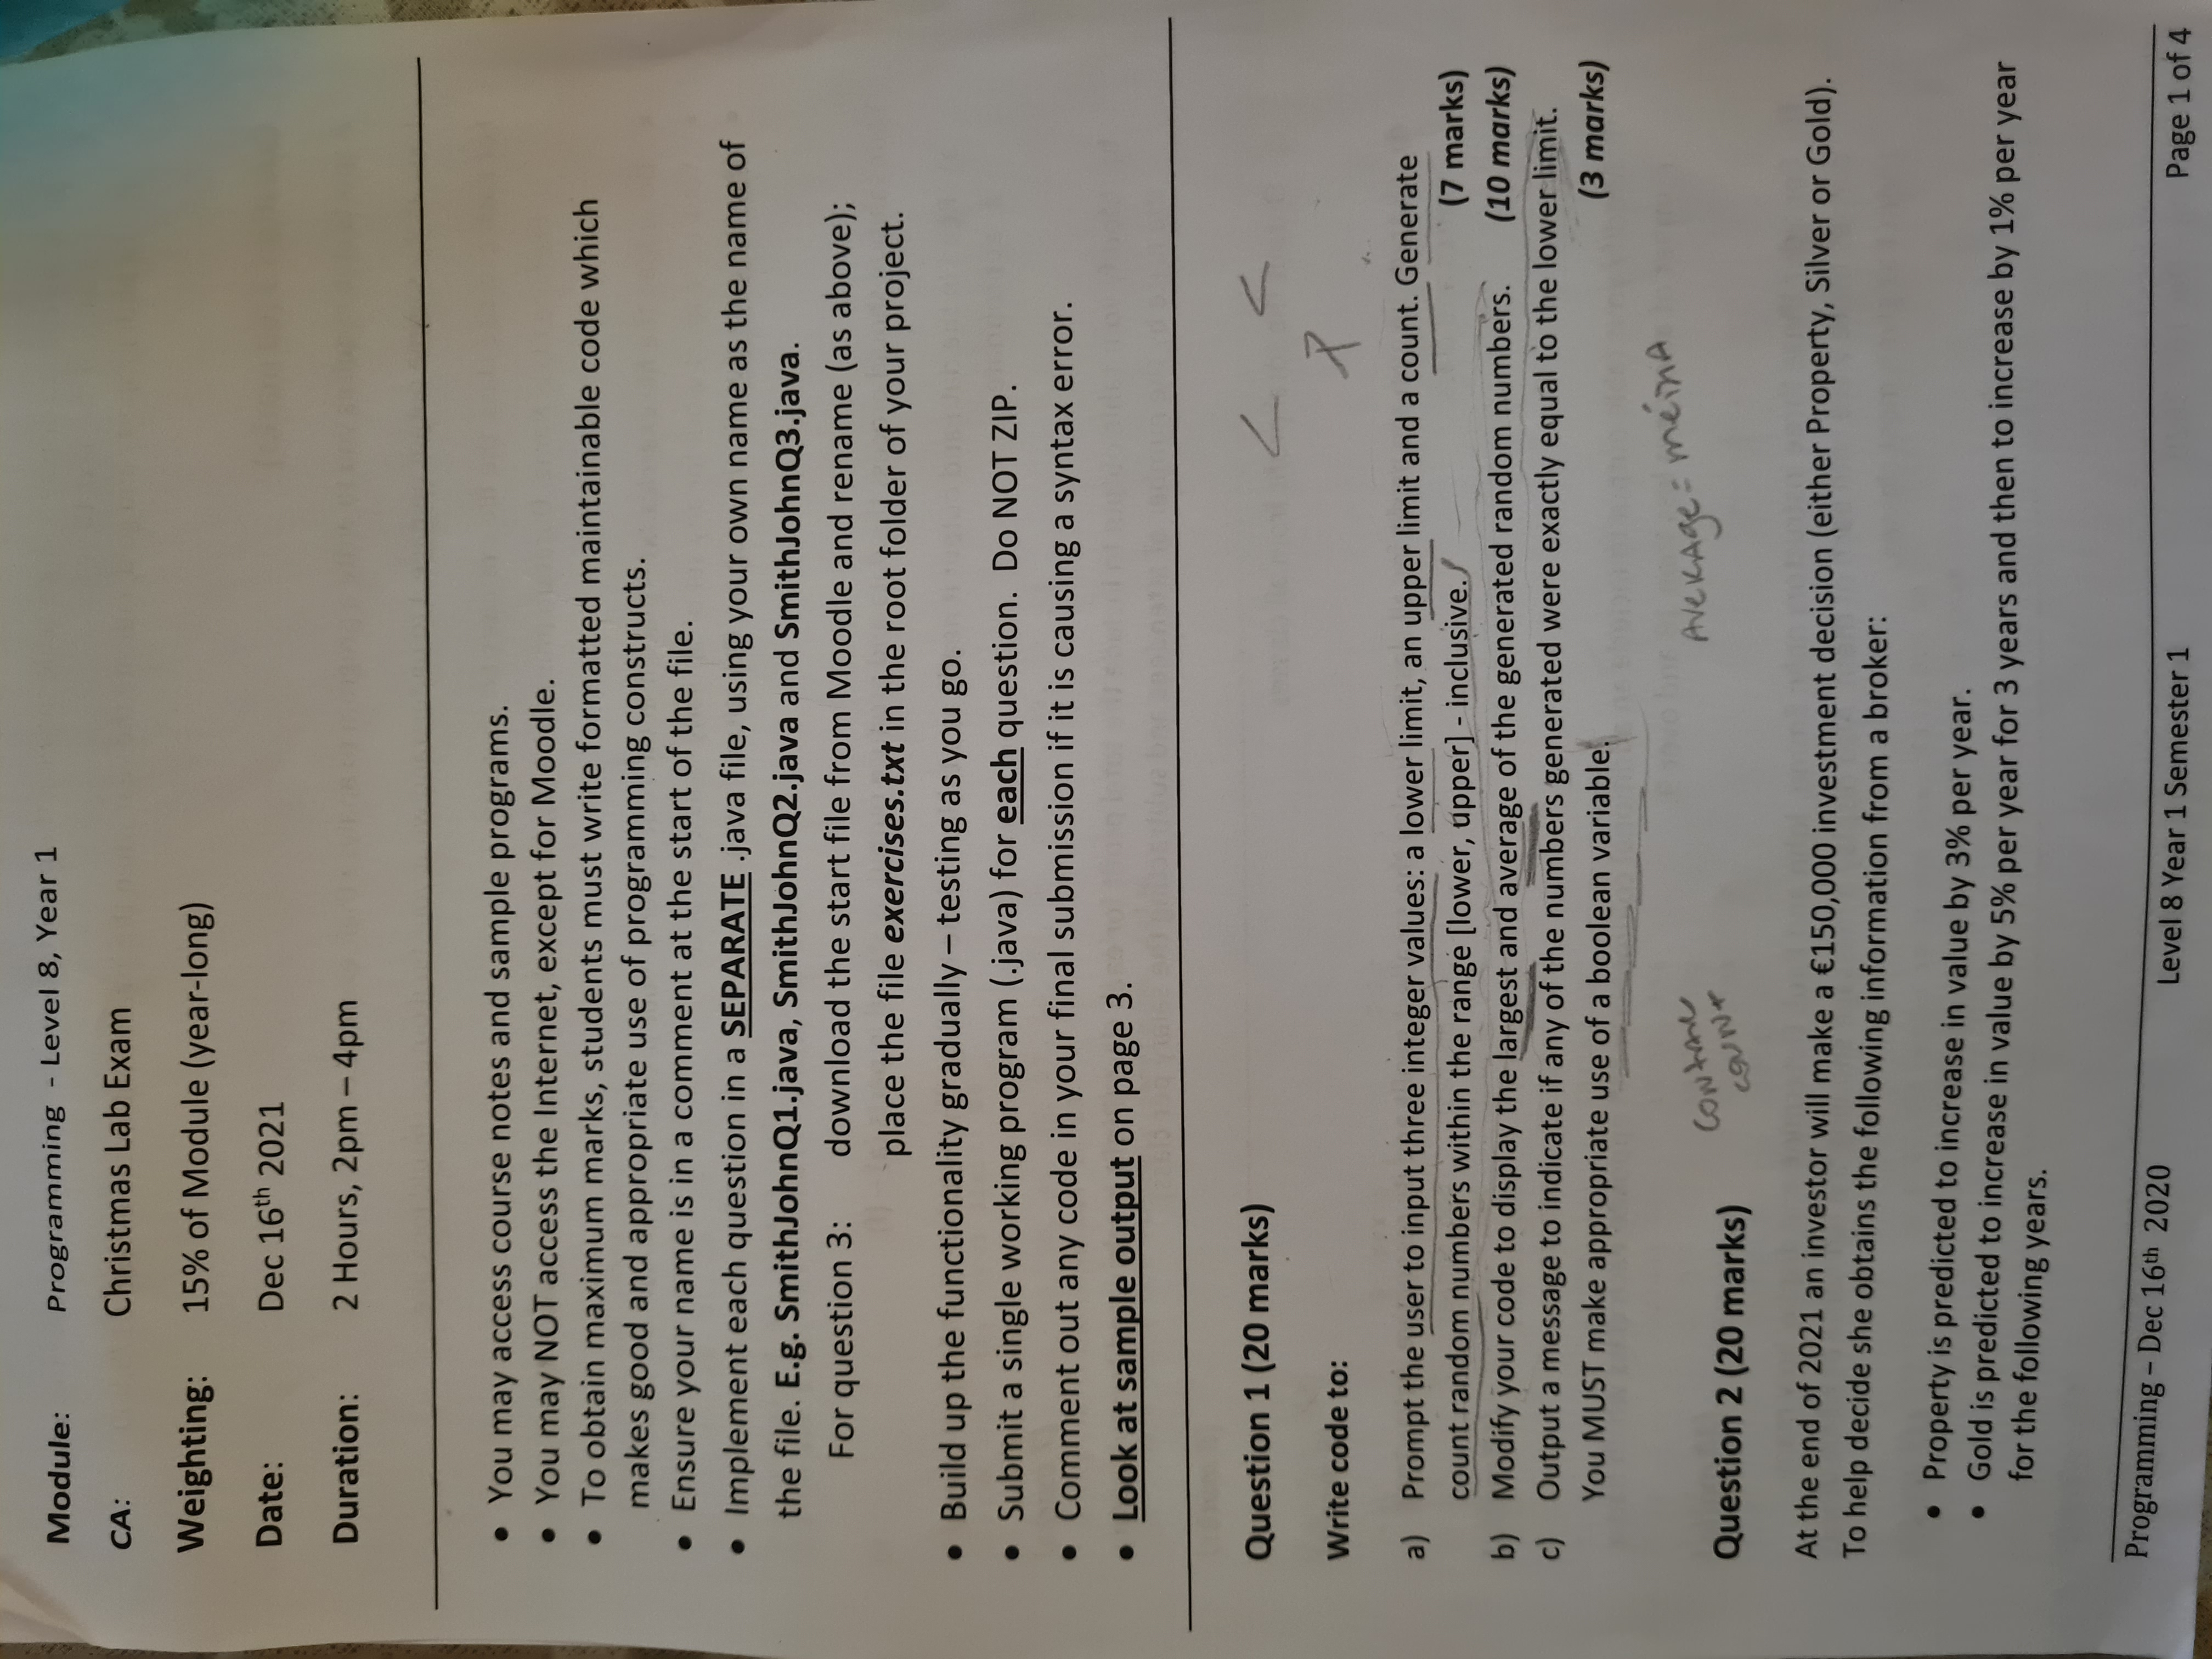 Module: Programming - Level 8, Year 1
CA: Christmas Lab Exam
Weighting: 15% of Module (year-long)
Date: Dec 16th 2021
Duration: 2 Hours, 2pm – 4pm
• You may access course notes and sample programs.
• You may NOT access the Internet, except for Moodle.
• To obtain maximum marks, students must write formatted maintainable code which
makes good and appropriate use of programming constructs.
• Ensure your name is in a comment at the start of the file.
• Implement each question in a SEPARATE .java file, using your own name as the name of
the file. E.g. SmithJohnQ1.java, SmithJohnQ2.java and SmithJohnQ3.java.
For question 3: download the start file from Moodle and rename (as above);
place the file exercises.txt in the root folder of your project.
• Build up the functionality gradually – testing as you go.
• Submit a single working program (.java) for each question. Do NOT ZIP.
• Comment out any code in your final submission if it is causing a syntax error.
• Look at sample output on page 3.
Question 1 (20 marks)
< <
Write code to:
a) Prompt the user to input three integer values: a lower limit, an upper limit and a count. Generate
count random numbers within the range [lower, upper] - inclusive. (7 marks)
b) Modify your code to display the largest and average of the generated random numbers. (10 marks)
c) Output a message to indicate if any of the numbers generated were exactly equal to the lower limit.
You MUST make appropriate use of a boolean variable. (3 marks)
AVERAGE = méinA
count
Question 2 (20 marks)
At the end of 2021 an investor will make a €150,000 investment decision (either Property, Silver or Gold).
To help decide she obtains the following information from a broker:
• Property is predicted to increase in value by 3% per year.
• Gold is predicted to increase in value by 5% per year for 3 years and then to increase by 1% per year
for the following years.
Programming – Dec 16th 2020 Level 8 Year 1 Semester 1 Page 1 of 4